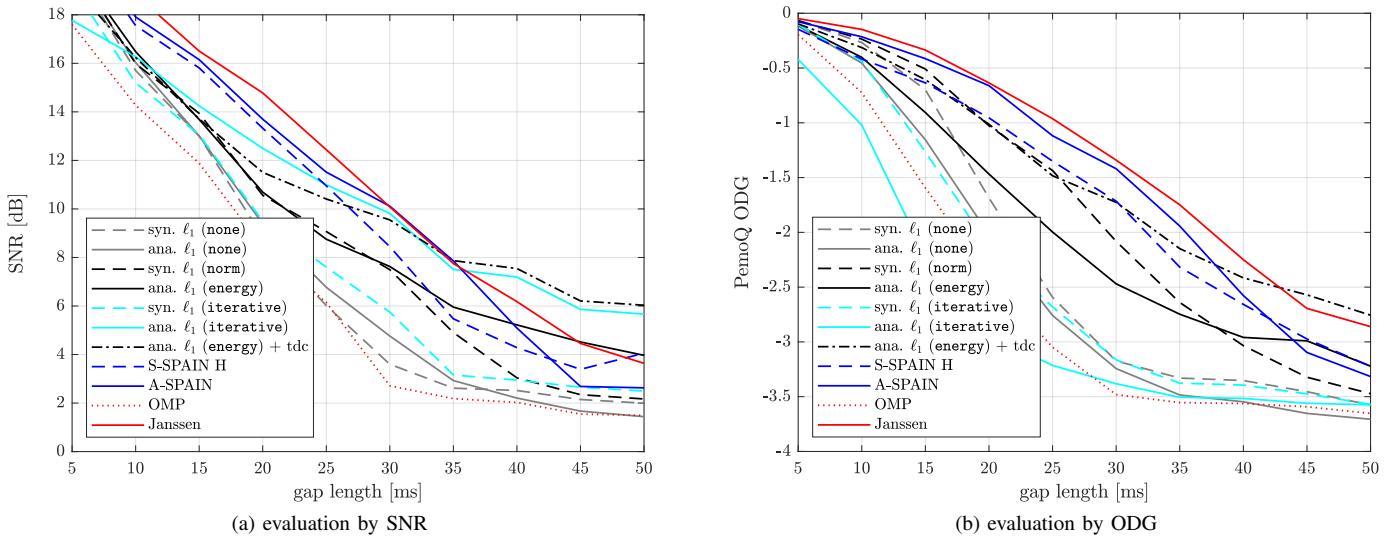 SNR [dB]
18
16
14
12
10
8
6
4
2
0
syn. ℓ₁ (none)
ana. ℓ₁ (none)
syn. ℓ₁ (norm)
ana. ℓ₁ (energy)
syn. ℓ₁ (iterative)
ana. ℓ₁ (iterative)
ana. ℓ₁ (energy) + tdc
S-SPAIN H
A-SPAIN
OMP
Janssen
5 10 15 20 25 30 35 40 45 50
gap length [ms]
(a) evaluation by SNR
PemoQ ODG
0
-0.5
-1
-1.5
-2
-2.5
-3
-3.5
-4
syn. ℓ₁ (none)
ana. ℓ₁ (none)
syn. ℓ₁ (norm)
ana. ℓ₁ (energy)
syn. ℓ₁ (iterative)
ana. ℓ₁ (iterative)
ana. ℓ₁ (energy) + tdc
S-SPAIN H
A-SPAIN
OMP
Janssen
5 10 15 20 25 30 35 40 45 50
gap length [ms]
(b) evaluation by ODG